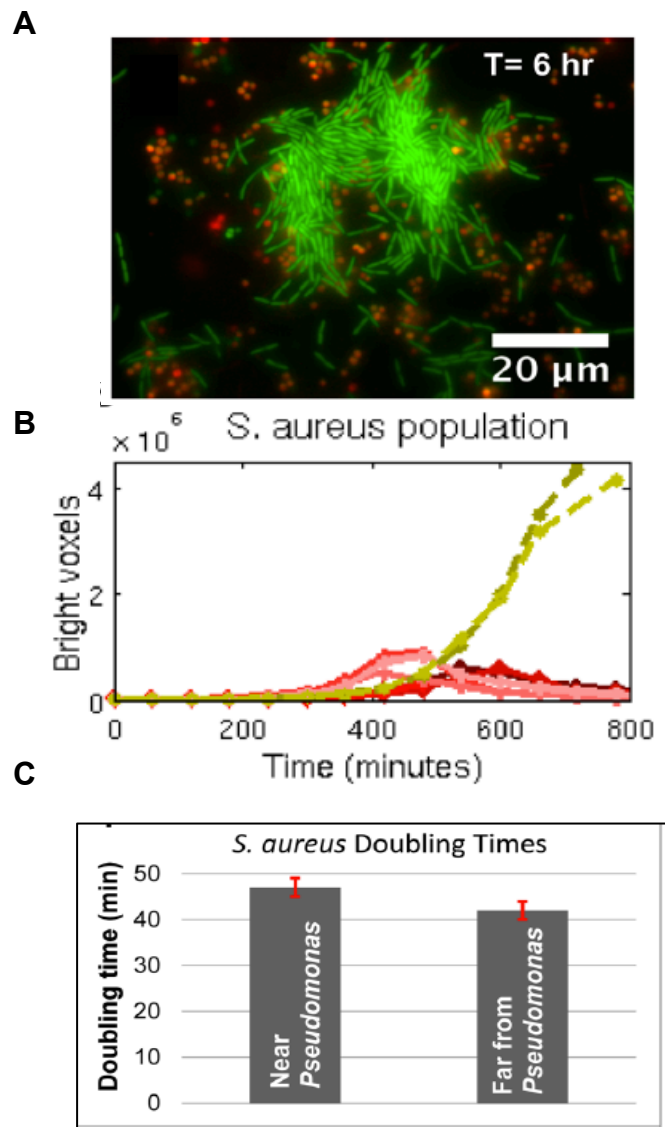 A
T= 6 hr
20 µm
B
× 10 6
S. aureus population
Bright voxels
4
2
0
0
200
400
600
800
Time (minutes)
C
S. aureus Doubling Times
Doubling time (min)
50
40
30
20
10
0
Near
Pseudomonas
Far from
Pseudomonas